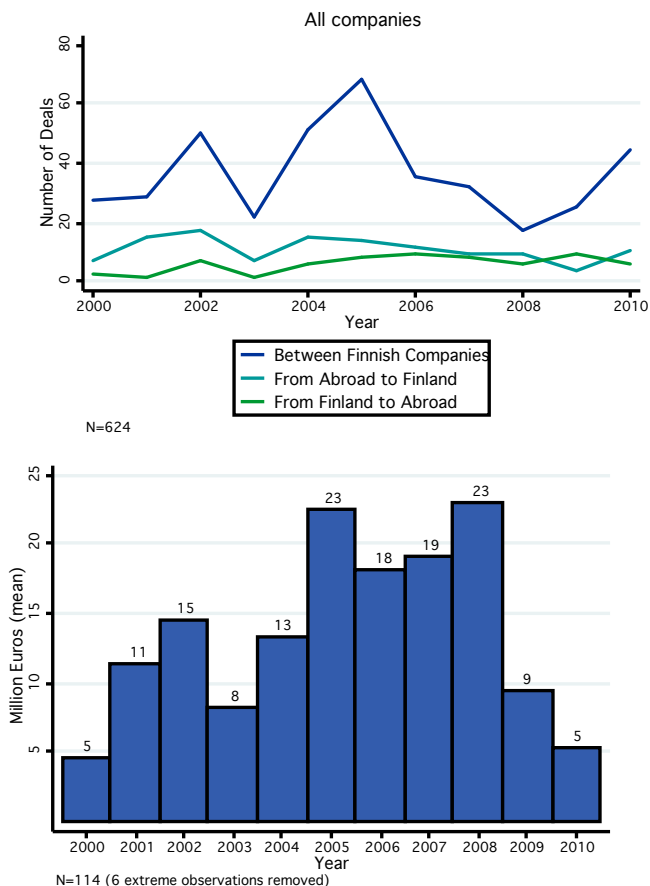 All companies
80
60
40
20
0
Number of Deals
2000 2002 2004 2006 2008 2010
Year
Between Finnish Companies
From Abroad to Finland
From Finland to Abroad
N=624
25
20
15
10
5
Million Euros (mean)
5 11 15 8 13 23 18 19 23 9 5
2000 2001 2002 2003 2004 2005 2006 2007 2008 2009 2010
Year
N=114 (6 extreme observations removed)